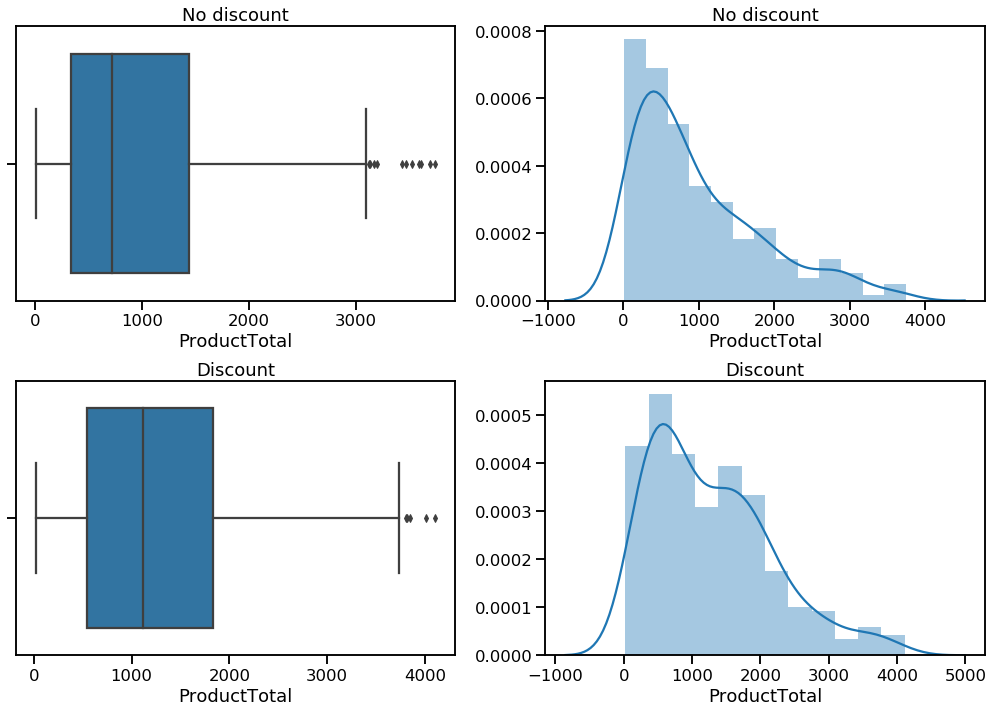 No discount
0 1000 2000 3000
ProductTotal
No discount
0.0008
0.0006
0.0004
0.0002
0.0000
−1000 0 1000 2000 3000 4000
ProductTotal
Discount
0 1000 2000 3000 4000
ProductTotal
Discount
0.0005
0.0004
0.0003
0.0002
0.0001
0.0000
−1000 0 1000 2000 3000 4000 5000
ProductTotal